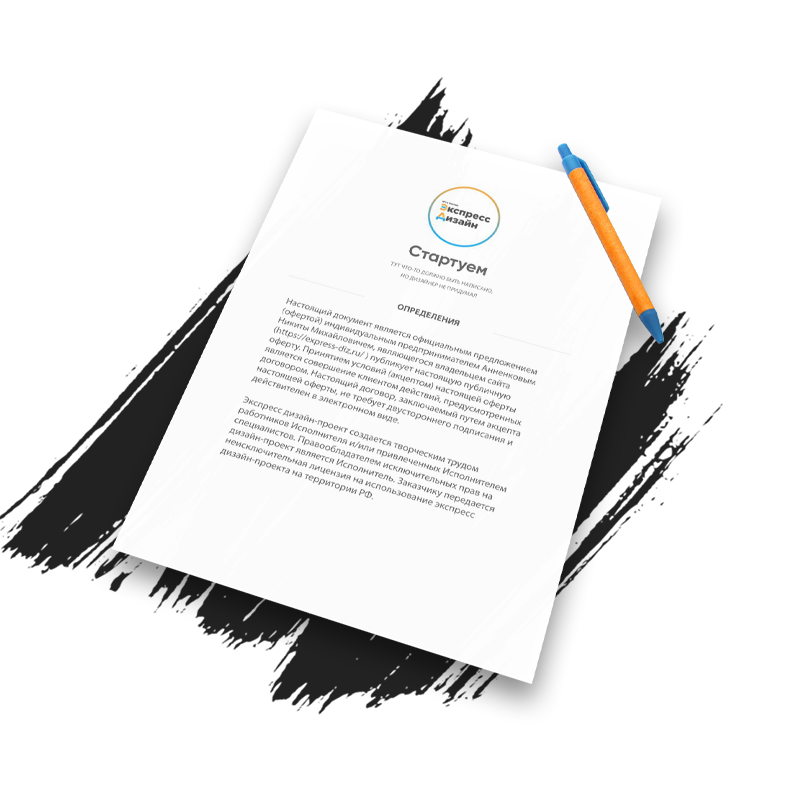 Экспресс
Дизайн
Стартуем
ТУТ ЧТО-ТО ДОЛЖНО БЫТЬ НАПИСАНО,
НО ДИЗАЙНЕР НЕ ПРИДУМАЛ
ОПРЕДЕЛЕНИЯ
Настоящий документ является официальным предложением
(офертой) индивидуальным предпринимателем Анненковым
Никиты Михайловичем, являющегося владельцем сайта
(https://express-diz.ru/ ) публикует настоящую публичную
оферту. Принятием условий (акцептом) настоящей оферты
является совершение клиентом действий, предусмотренных
договором. Настоящий договор, заключаемый путем акцепта
настоящей оферты, не требует двустороннего подписания и
действителен в электронном виде.
Экспресс дизайн-проект создается творческим трудом
работников Исполнителя и/или привлеченных Исполнителем
специалистов. Правообладателем исключительных прав на
дизайн-проект является Исполнитель. Заказчику передается
неисключительная лицензия на использование экспресс
дизайн-проекта на территории РФ.